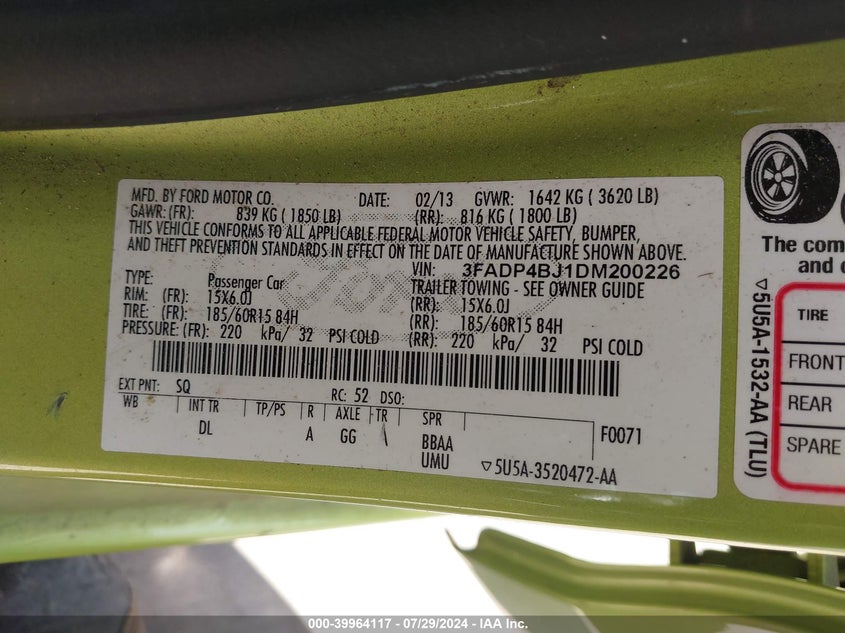 MFD. BY FORD MOTOR CO. DATE: 02/13 GVWR: 1642 KG ( 3620 LB)
GAWR: (FR): 839 KG ( 1850 LB) (RR): 816 KG ( 1800 LB)
THIS VEHICLE CONFORMS TO ALL APPLICABLE FEDERAL MOTOR VEHICLE SAFETY, BUMPER,
AND THEFT PREVENTION STANDARDS IN EFFECT ON THE DATE OF MANUFACTURE SHOWN ABOVE.
VIN: 3FADP4BJ1DM200226
TYPE: Passenger Car TRAILER TOWING - SEE OWNER GUIDE
RIM: (FR): 15X6.0J (RR): 15X6.0J
TIRE: (FR): 185/60R15 84H (RR): 185/60R15 84H
PRESSURE: (FR): 220 kPa/ 32 PSI COLD (RR): 220 kPa/ 32 PSI COLD
Ford
EXT PNT: SQ RC: 52 DSO:
WB INT TR TP/PS R AXLE TR SPR
DL A GG \ BBAA F0071
UMU ▽5U5A-3520472-AA
The com
and c
TIRE
FRONT
REAR
SPARE
▽5U5A-1532-AA (TLU)
000-39964117 - 07/29/2024 - IAA Inc.